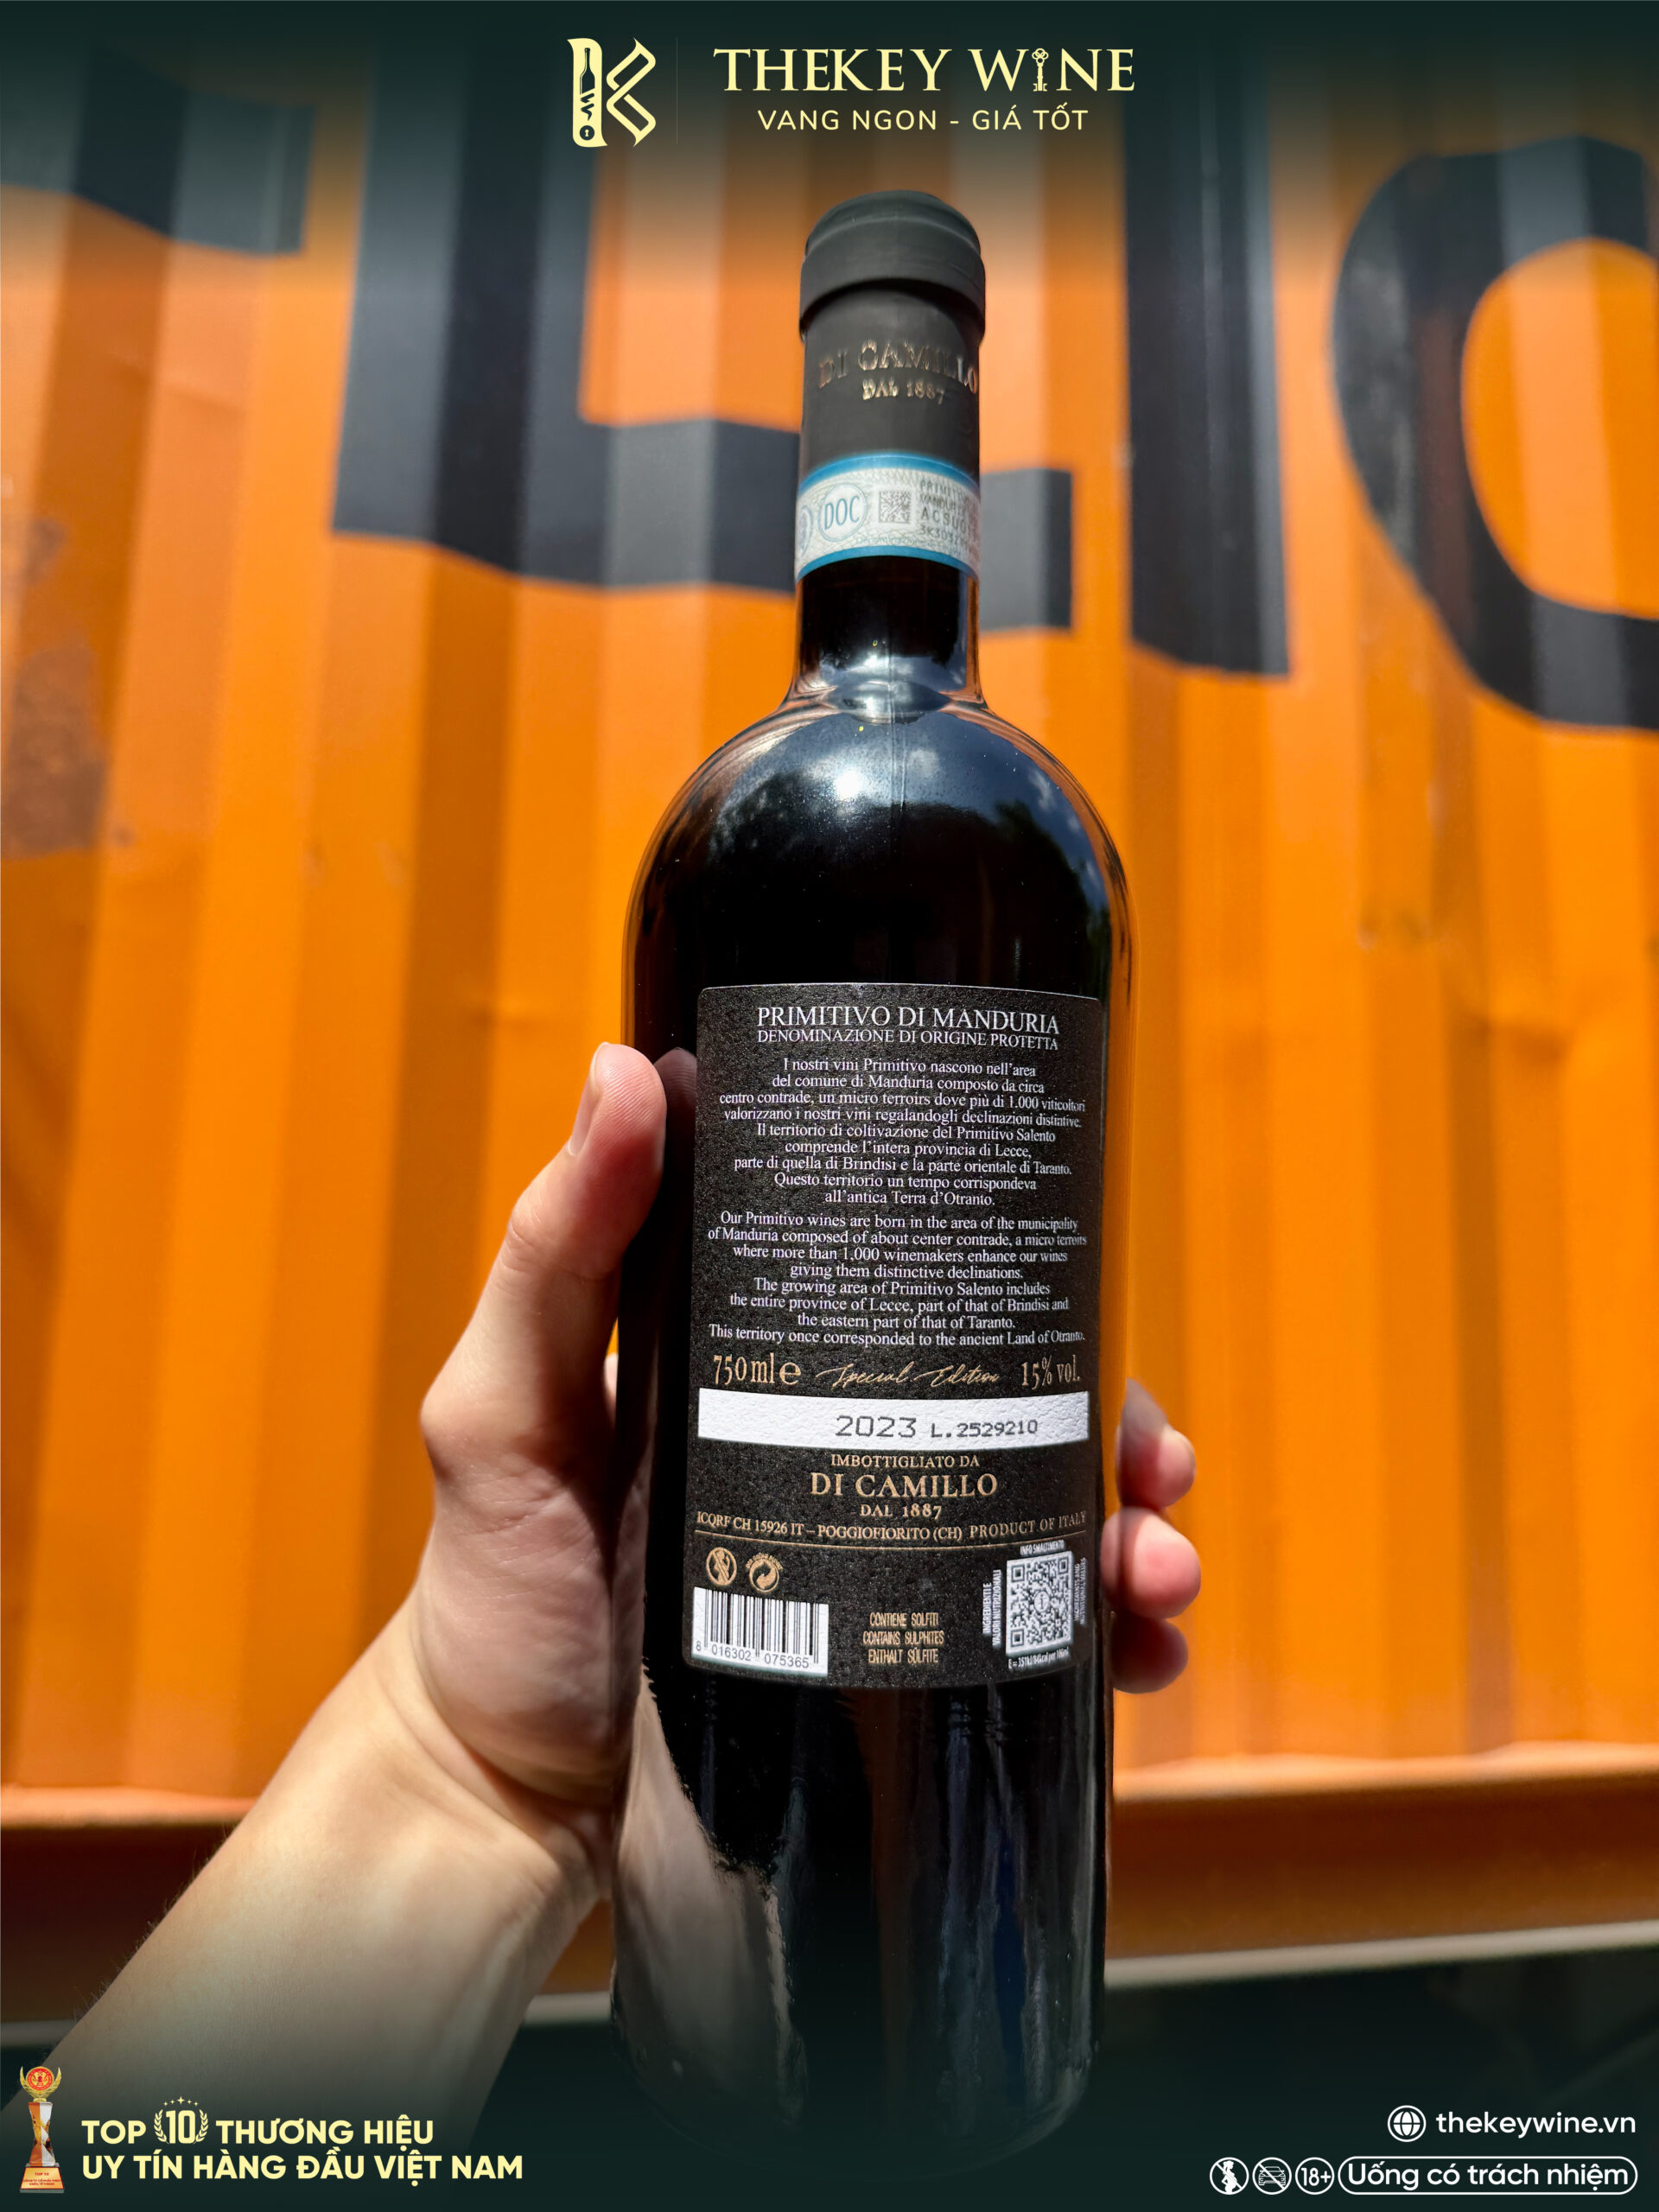 THEKEY WINE
VANG NGON - GIÁ TỐT
DI CAMILLO
DAL 1887
DOC
PRIMITIVO DI MANDURIA
DENOMINAZIONE DI ORIGINE PROTETTA
I nostri vini Primitivo nascono nell'area
del comune di Manduria composto da circa
centro contrade, un micro terroirs dove più di 1.000 viticoltori
valorizzano i nostri vini regalandogli declinazioni distintive.
Il territorio di coltivazione del Primitivo Salento
comprende l'intera provincia di Lecce,
parte di quella di Brindisi e la parte orientale di Taranto.
Questo territorio un tempo corrispondeva
all'antica Terra d'Otranto.
Our Primitivo wines are born in the area of the municipality
of Manduria composed of about center contrade, a micro terroirs
where more than 1,000 winemakers enhance our wines
giving them distinctive declinations.
The growing area of Primitivo Salento includes
the entire province of Lecce, part of that of Brindisi and
the eastern part of that of Taranto.
This territory once corresponded to the ancient Land of Otranto.
750 ml e Special Edition 15% vol.
2023 L.2529210
IMBOTTIGLIATO DA
DI CAMILLO
DAL 1887
ICQRF CH 15926 IT – POGGIOFIORITO (CH) PRODUCT OF ITALY
INFO SMALTIMENTO
INGREDIENTI E
VALORI NUTRIZIONALI
CONTIENE SOLFITI
CONTAINS SULPHITES
ENTHALT SÜLFITE
8 016302 075365
TOP 10 THƯƠNG HIỆU
UY TÍN HÀNG ĐẦU VIỆT NAM
thekeywine.vn
18+ Uống có trách nhiệm